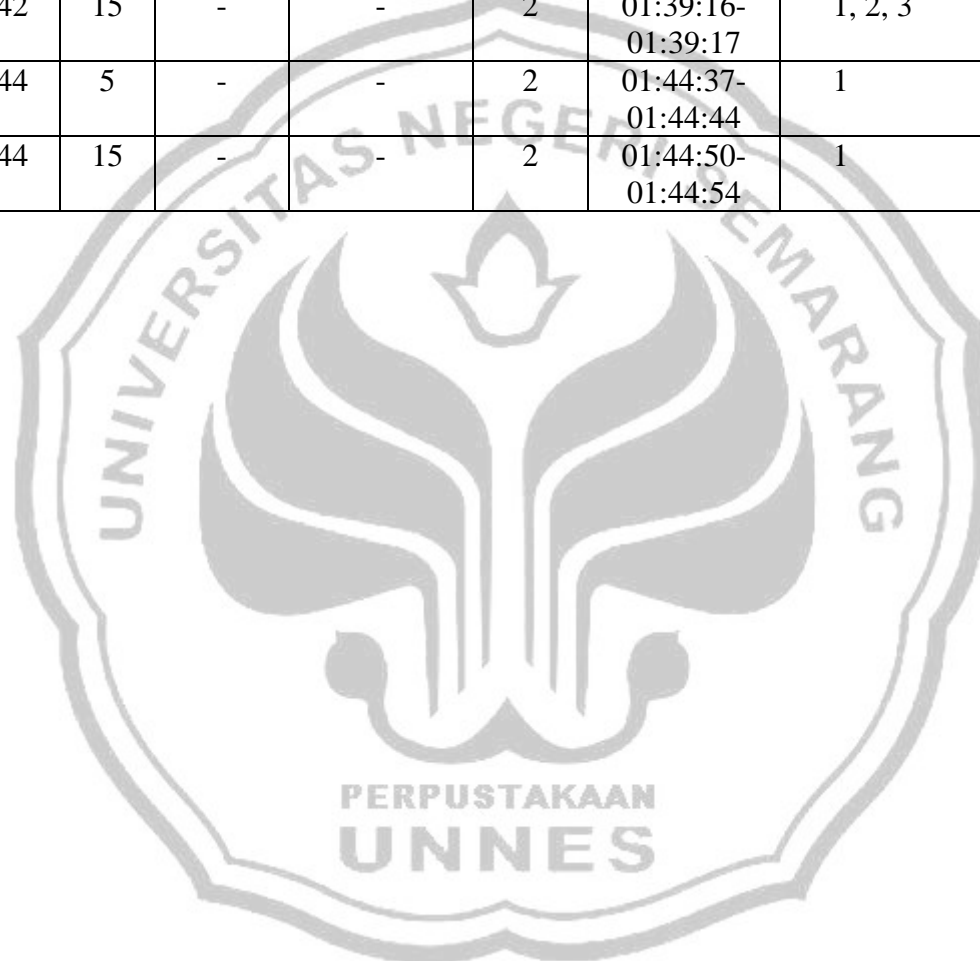 42 15 - - 2 01:39:16- 1, 2, 3
01:39:17
44 5 - - 2 01:44:37- 1
01:44:44
44 15 - - 2 01:44:50- 1
01:44:54
UNIVERSITAS NEGERI SEMARANG
PERPUSTAKAAN
UNNES